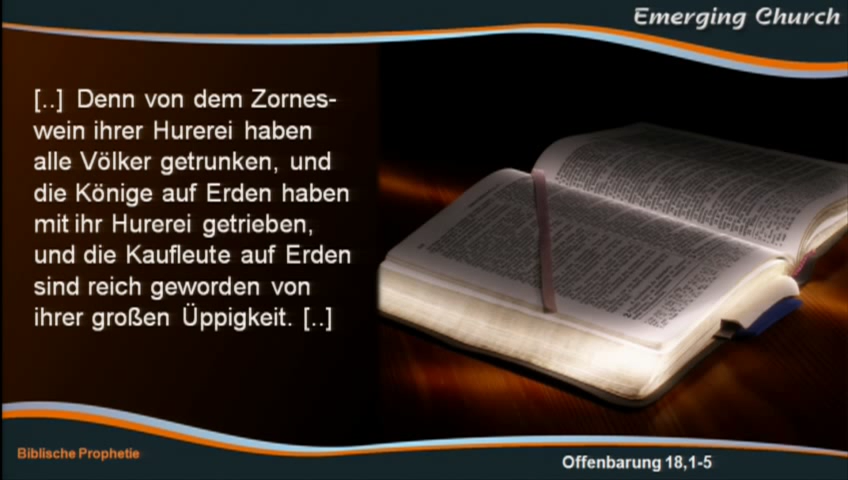 Emerging Church
[..] Denn von dem Zornes-
wein ihrer Hurerei haben
alle Völker getrunken, und
die Könige auf Erden haben
mit ihr Hurerei getrieben,
und die Kaufleute auf Erden
sind reich geworden von
ihrer großen Üppigkeit. [..]
Biblische Prophetie
Offenbarung 18,1-5